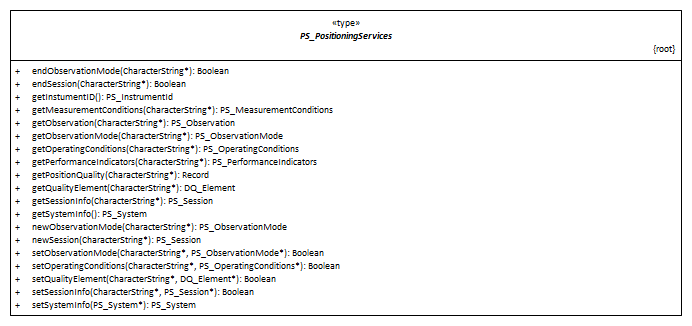 «type»
PS_PositioningServices
{root}
+ endObservationMode(CharacterString*): Boolean
+ endSession(CharacterString*): Boolean
+ getInstumentID(): PS_InstrumentId
+ getMeasurementConditions(CharacterString*): PS_MeasurementConditions
+ getObservation(CharacterString*): PS_Observation
+ getObservationMode(CharacterString*): PS_ObservationMode
+ getOperatingConditions(CharacterString*): PS_OperatingConditions
+ getPerformanceIndicators(CharacterString*): PS_PerformanceIndicators
+ getPositionQuality(CharacterString*): Record
+ getQualityElement(CharacterString*): DQ_Element
+ getSessionInfo(CharacterString*): PS_Session
+ getSystemInfo(): PS_System
+ newObservationMode(CharacterString*): PS_ObservationMode
+ newSession(CharacterString*): PS_Session
+ setObservationMode(CharacterString*, PS_ObservationMode*): Boolean
+ setOperatingConditions(CharacterString*, PS_OperatingConditions*): Boolean
+ setQualityElement(CharacterString*, DQ_Element*): Boolean
+ setSessionInfo(CharacterString*, PS_Session*): Boolean
+ setSystemInfo(PS_System*): PS_System